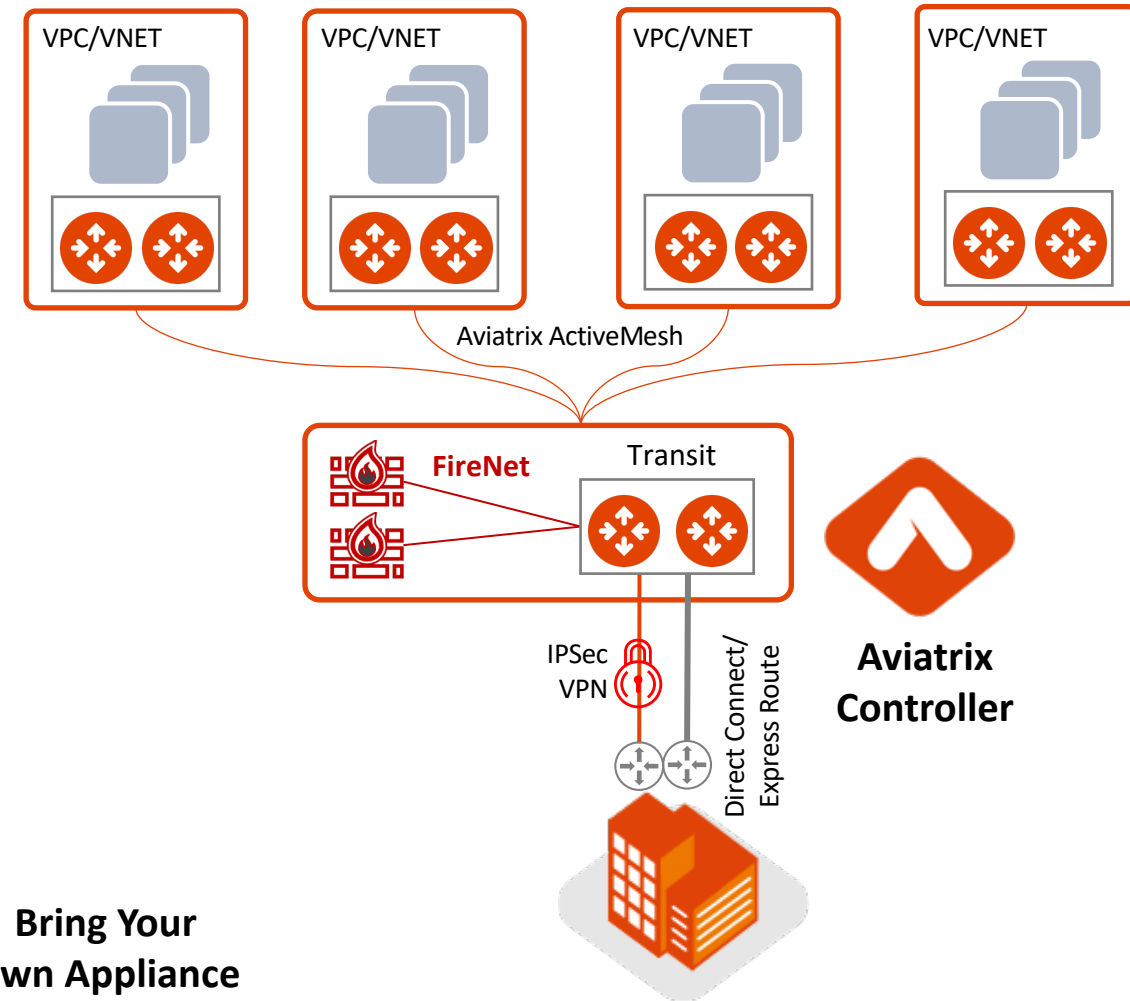 VPC/VNET
VPC/VNET
VPC/VNET
VPC/VNET
Aviatrix ActiveMesh
FireNet
Transit
IPSec
VPN
Direct Connect/
Express Route
Aviatrix
Controller
Bring Your
wn Appliance